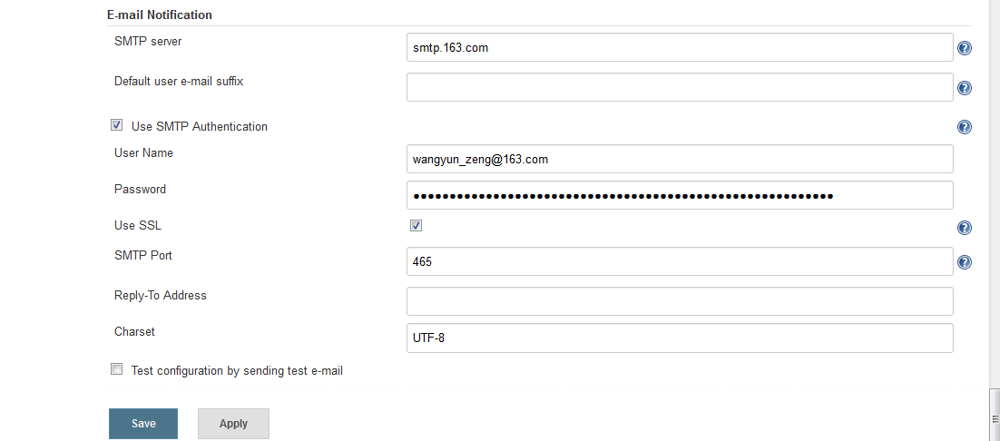 E-mail Notification
SMTP server
smtp.163.com
Default user e-mail suffix
Use SMTP Authentication
User Name
wangyun_zeng@163.com
Password
••••••••••••••••••••••••••••••••••••••••••••••••••••••••••
Use SSL
SMTP Port
465
Reply-To Address
Charset
UTF-8
Test configuration by sending test e-mail
Save Apply